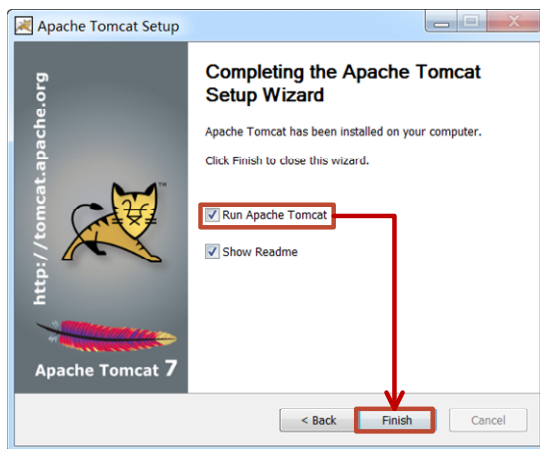 Apache Tomcat Setup
http://tomcat.apache.org
TM
Apache Tomcat 7
Completing the Apache Tomcat
Setup Wizard
Apache Tomcat has been installed on your computer.
Click Finish to close this wizard.
Run Apache Tomcat
Show Readme
< Back
Finish
Cancel